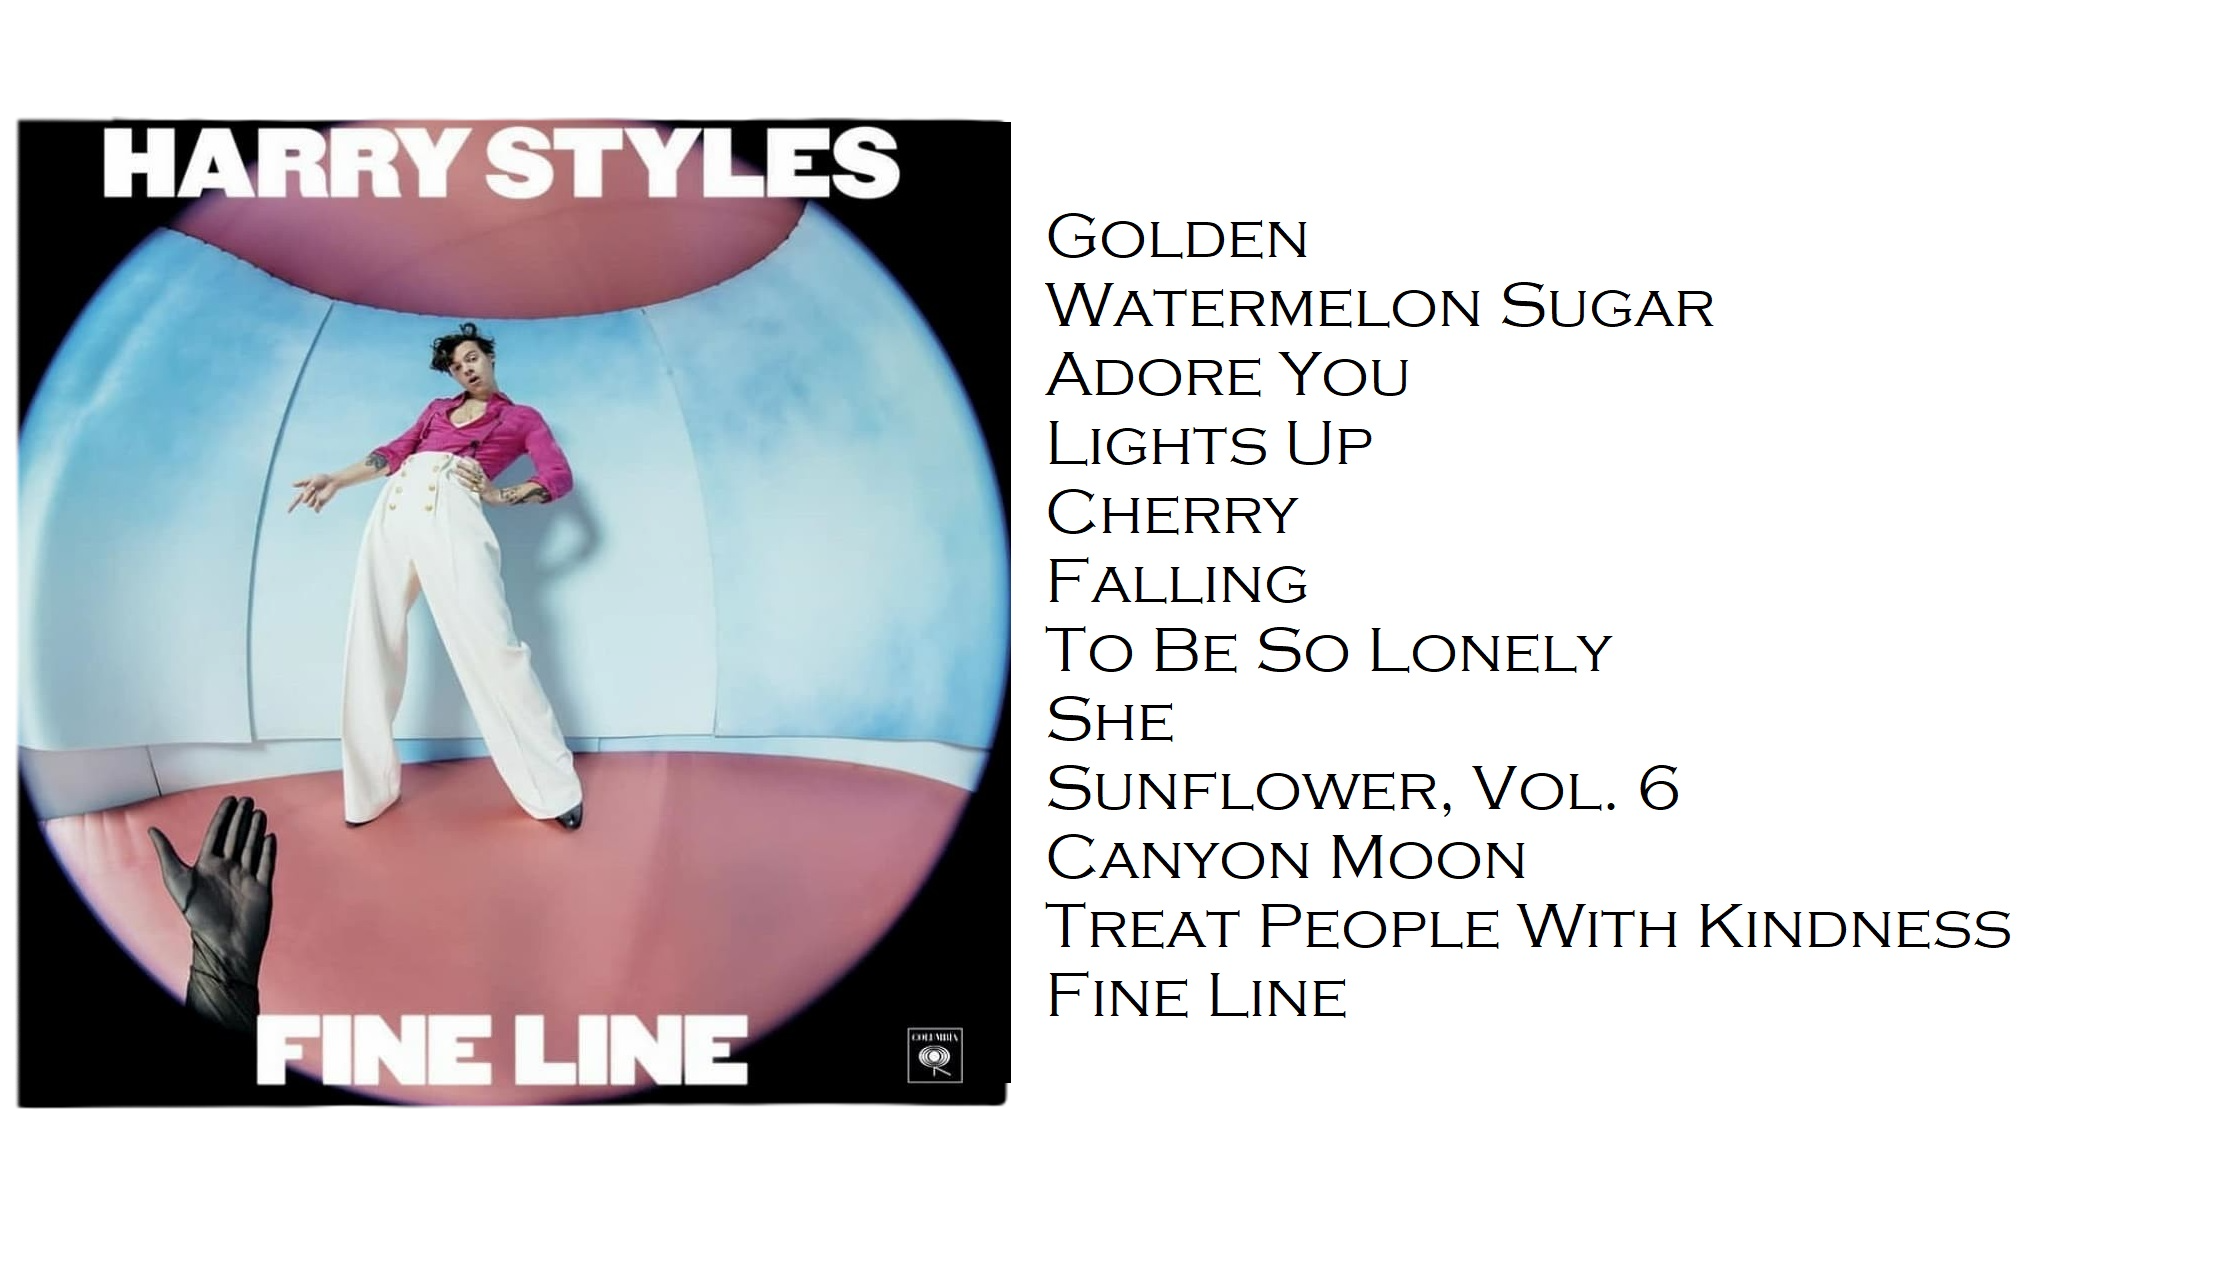 HARRY STYLES
FINE LINE
COLUMBIA
Golden
Watermelon Sugar
Adore You
Lights Up
Cherry
Falling
To Be So Lonely
She
Sunflower, Vol. 6
Canyon Moon
Treat People With Kindness
Fine Line